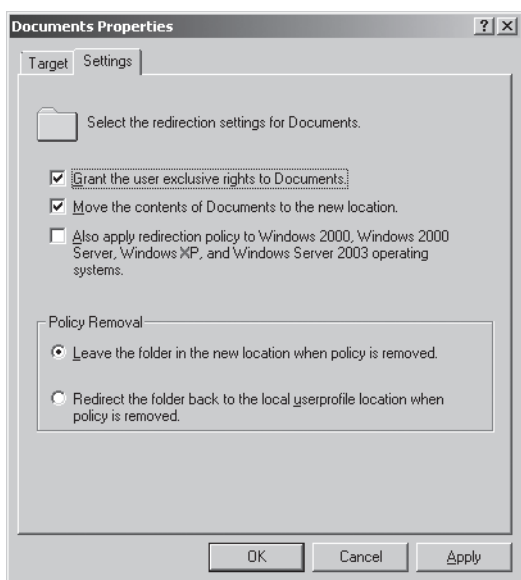 Documents Properties
? X
Target Settings
Select the redirection settings for Documents.
Grant the user exclusive rights to Documents.
Move the contents of Documents to the new location.
Also apply redirection policy to Windows 2000, Windows 2000
Server, Windows XP, and Windows Server 2003 operating
systems.
Policy Removal
Leave the folder in the new location when policy is removed.
Redirect the folder back to the local userprofile location when
policy is removed.
OK Cancel Apply